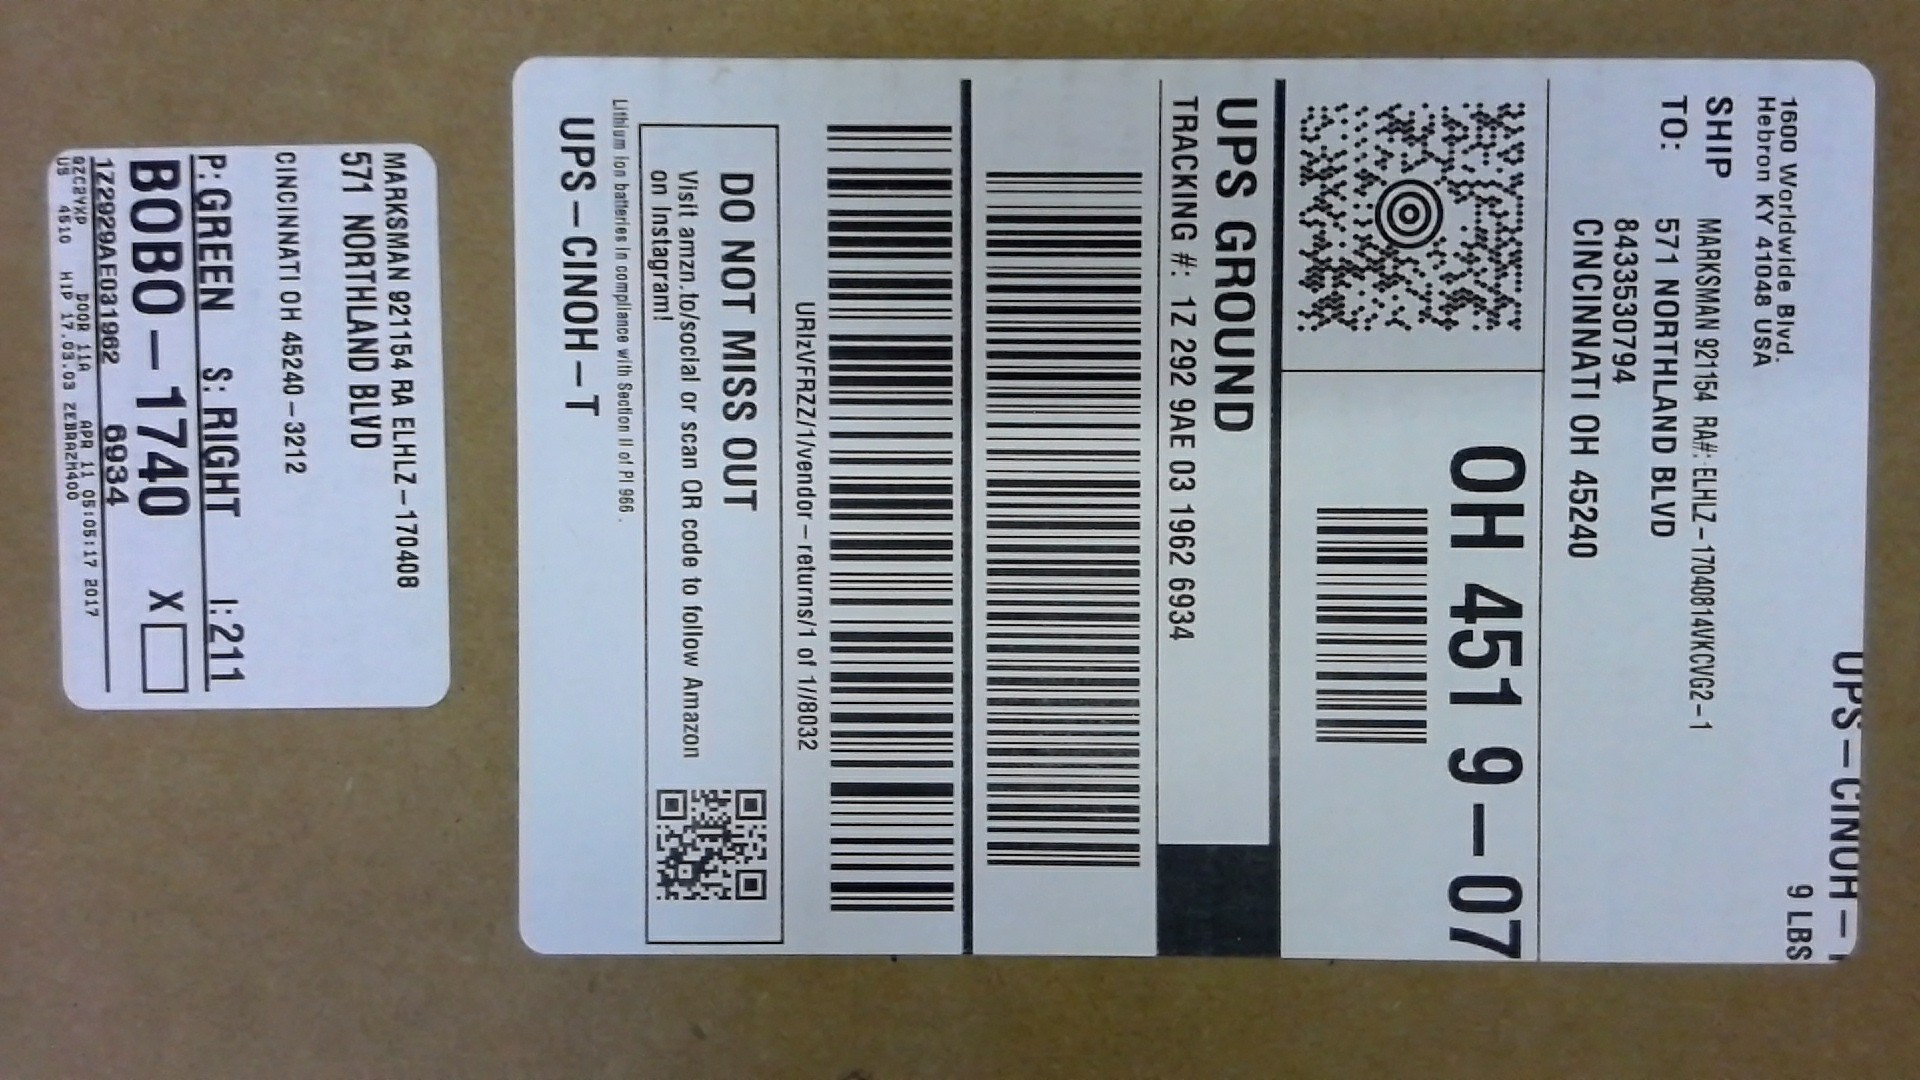 UPS-CINOH-
9 LBS
1600 Worldwide Blvd.
Hebron KY 41048 USA
SHIP
TO:
MARKSMAN 921154 RA#: ELHLZ-17040814VKCVG2-1
571 NORTHLAND BLVD
8433530794
CINCINNATI OH 45240
OH 451 9-07
UPS GROUND
TRACKING #: 1Z 292 9AE 03 1962 6934
URIzVFRZZ/1/vendor-returns/1 of 1//8032
DO NOT MISS OUT
Visit amzn.to/social or scan QR code to follow Amazon
on Instagram!
Lithium ion batteries in compliance with Section II of PI 966.
UPS-CINOH-T
MARKSMAN 921154 RA ELHLZ-170408
571 NORTHLAND BLVD
CINCINNATI OH 45240-3212
P: GREEN S: RIGHT I: 211
BOBO-1740 X
1Z2929AE031962 6934
QZC2YXP DOOR 11A APR 11 05:05:17 2017
US 4510 HIP 17.03.03 ZEBRAZM400